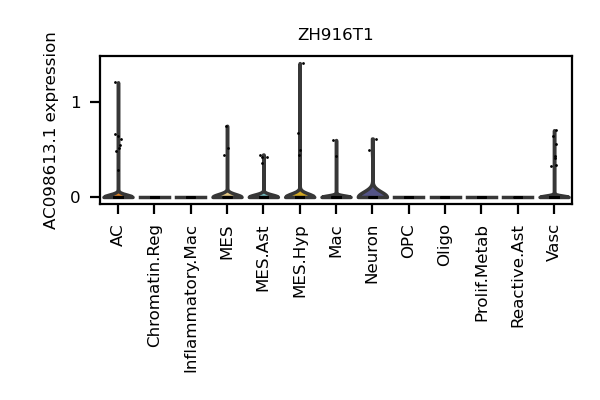 ZH916T1
AC098613.1 expression
1
0
AC
Chromatin.Reg
Inflammatory.Mac
MES
MES.Ast
MES.Hyp
Mac
Neuron
OPC
Oligo
Prolif.Metab
Reactive.Ast
Vasc